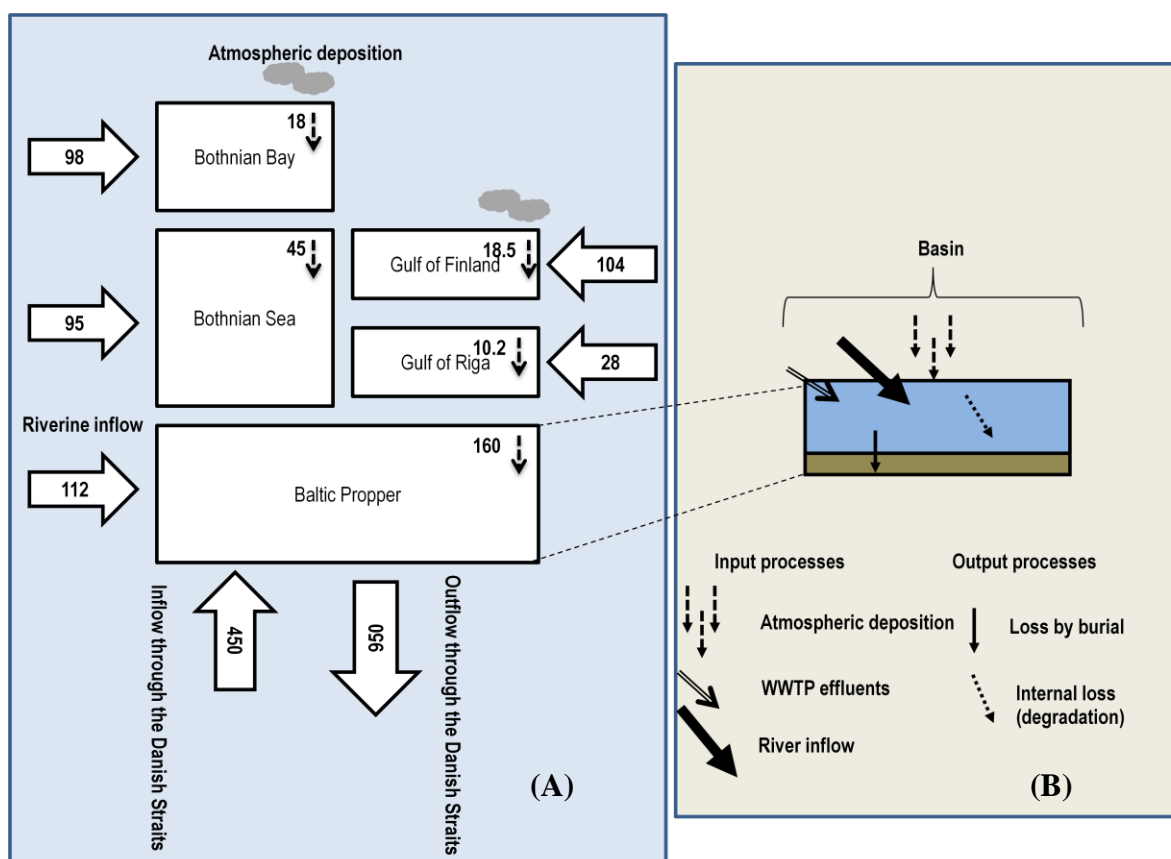 Atmospheric deposition
18
Bothnian Bay
98
45
Bothnian Sea
95
18.5
Gulf of Finland
104
10.2
Gulf of Riga
28
Riverine inflow
112
160
Baltic Propper
Inflow through the Danish Straits
450
950
Outflow through the Danish Straits
(A)
Basin
Input processes
Output processes
Atmospheric deposition
Loss by burial
WWTP effluents
Internal loss
(degradation)
River inflow
(B)